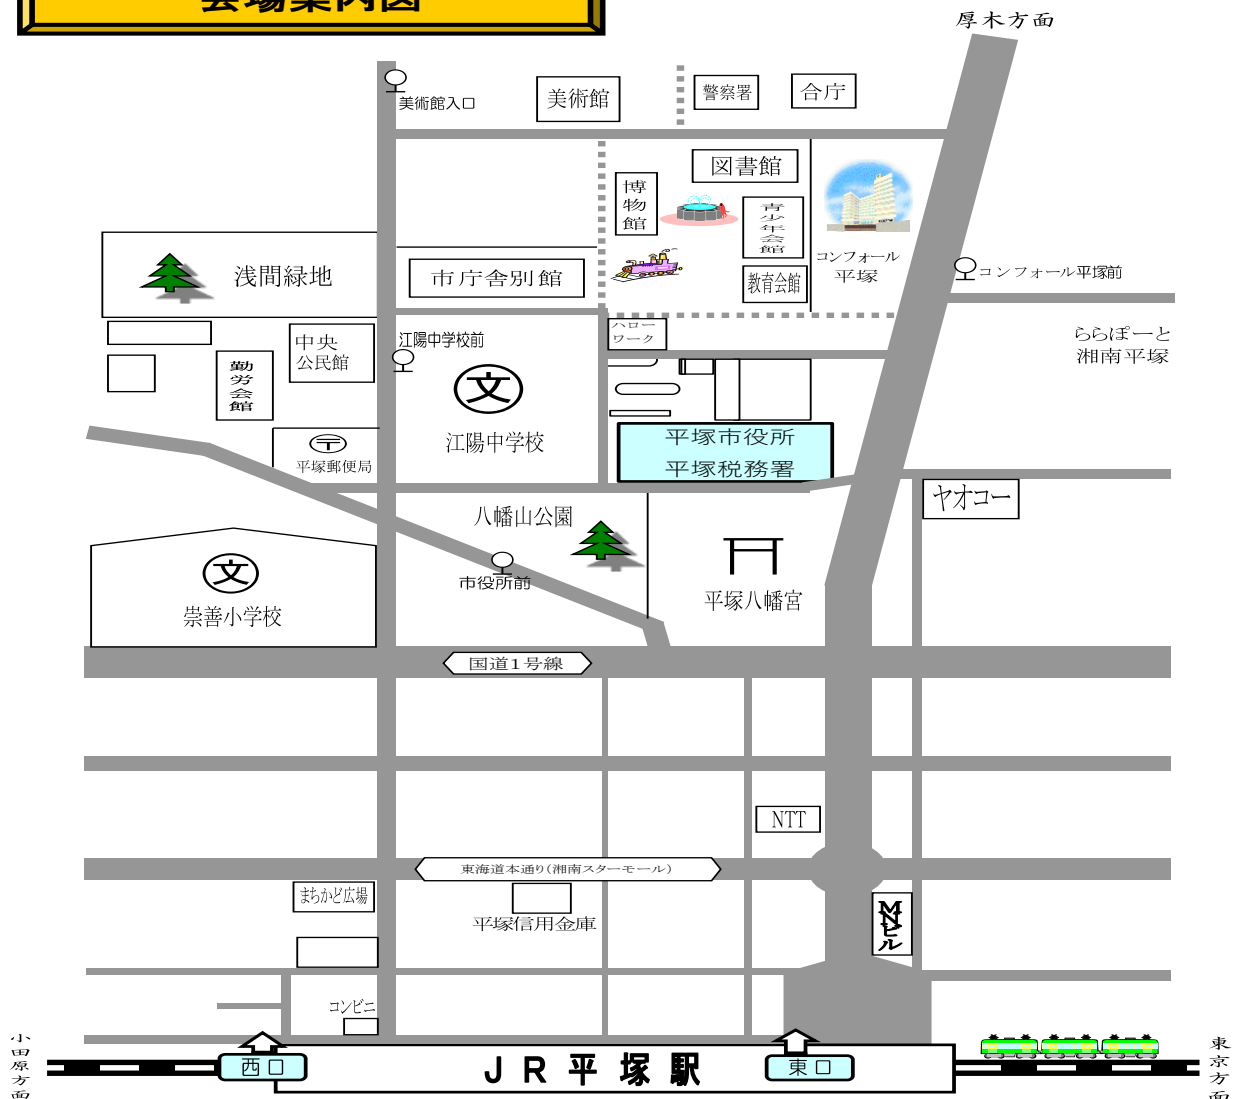 会場案内図
厚木方面
美術館入口
美術館
警察署
合庁
図書館
博物館
青少年会館
コンフォール
平塚
教育会館
コンフォール平塚前
浅間緑地
市庁舎別館
ハロー
ワーク
ららぽーと
湘南平塚
中央
公民館
勤労会館
江陽中学校前
文
江陽中学校
〒
平塚郵便局
平塚市役所
平塚税務署
ヤオコー
八幡山公園
市役所前
平塚八幡宮
文
崇善小学校
国道1号線
NTT
東海道本通り(湘南スターモール)
まちかど広場
平塚信用金庫
MNビル
コンビニ
小田原方面
西口
JR平塚駅
東口
東京方面